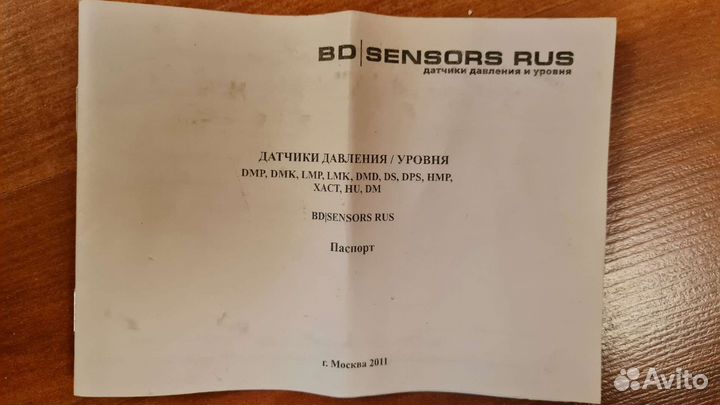 BD|SENSORS RUS
датчики давления и уровня
ДАТЧИКИ ДАВЛЕНИЯ / УРОВНЯ
DMP, DMK, LMP, LMK, DMD, DS, DPS, HMP,
XACT, HU, DM
BD|SENSORS RUS
Паспорт
г. Москва 2011
Avito